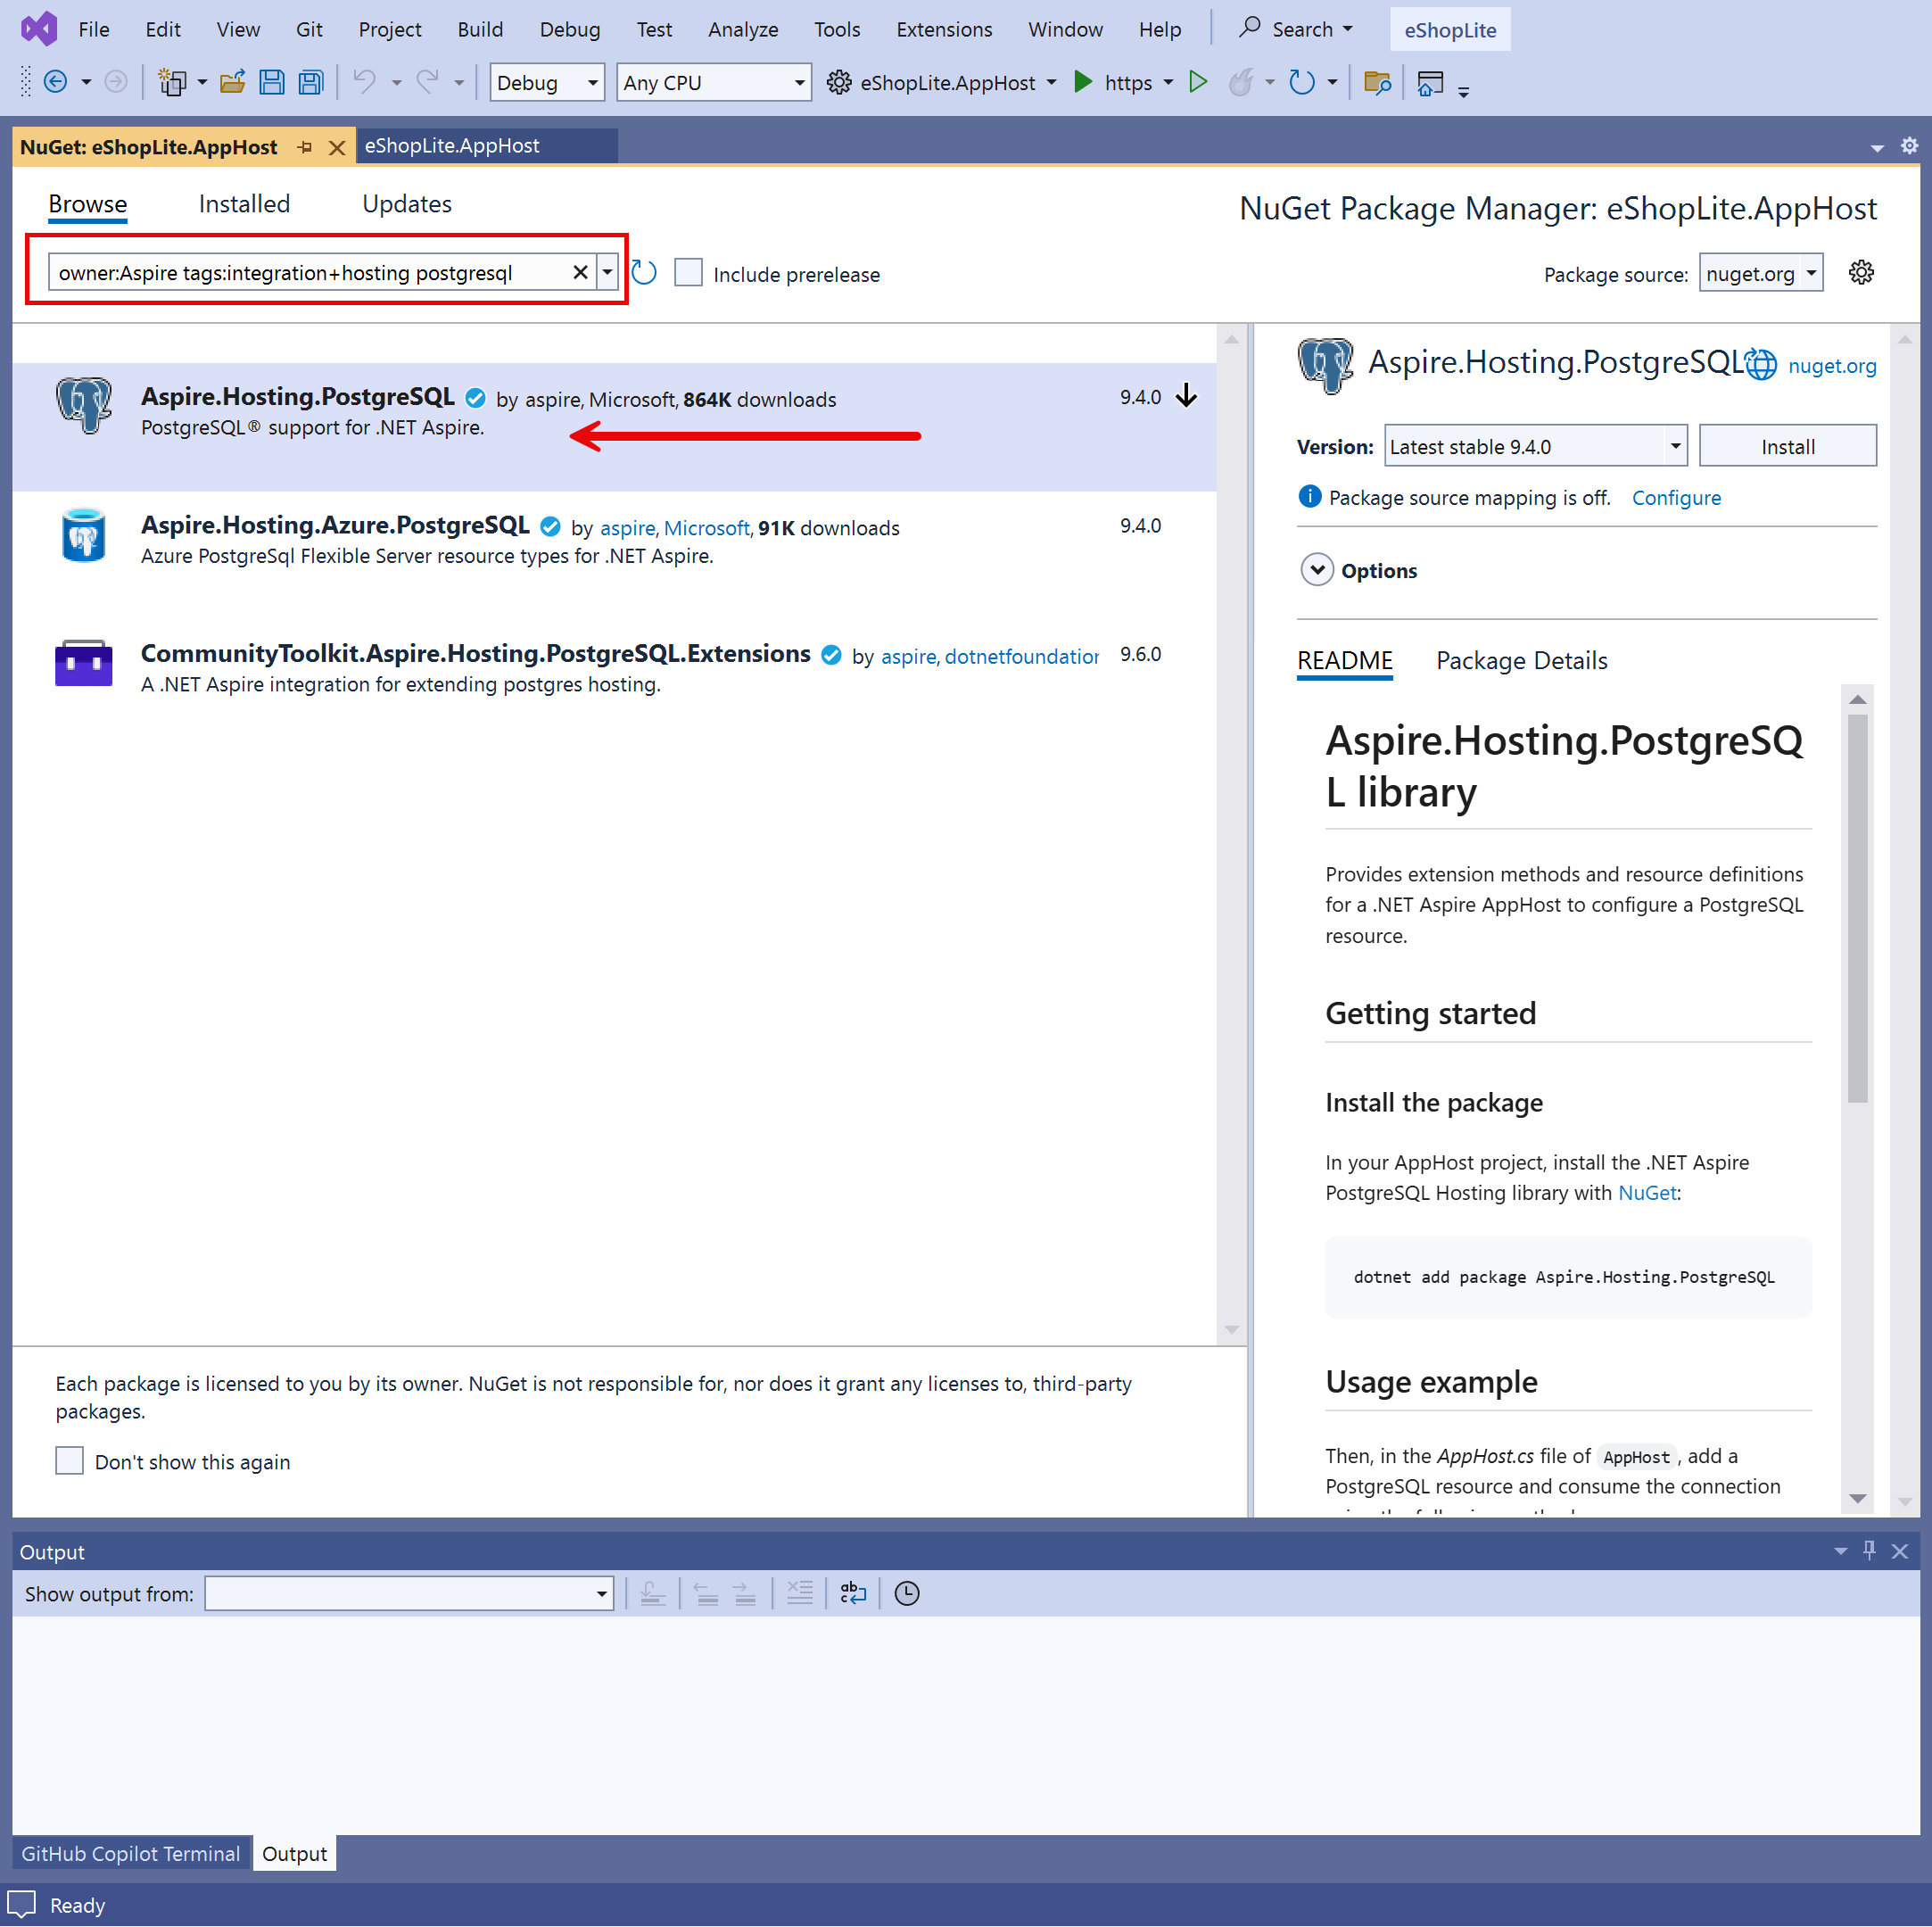 File Edit View Git Project Build Debug Test Analyze Tools Extensions Window Help Search eShopLite
Debug Any CPU eShopLite.AppHost https
NuGet: eShopLite.AppHost eShopLite.AppHost
Browse Installed Updates
NuGet Package Manager: eShopLite.AppHost
owner:Aspire tags:integration+hosting postgresql
Include prerelease
Package source: nuget.org
Aspire.Hosting.PostgreSQL by aspire, Microsoft, 864K downloads 9.4.0
PostgreSQL® support for .NET Aspire.
Aspire.Hosting.Azure.PostgreSQL by aspire, Microsoft, 91K downloads 9.4.0
Azure PostgreSql Flexible Server resource types for .NET Aspire.
CommunityToolkit.Aspire.Hosting.PostgreSQL.Extensions by aspire, dotnetfoundation 9.6.0
A .NET Aspire integration for extending postgres hosting.
Each package is licensed to you by its owner. NuGet is not responsible for, nor does it grant any licenses to, third-party
packages.
Don't show this again
Aspire.Hosting.PostgreSQL nuget.org
Version: Latest stable 9.4.0 Install
Package source mapping is off. Configure
Options
README Package Details
Aspire.Hosting.PostgreSQ
L library
Provides extension methods and resource definitions
for a .NET Aspire AppHost to configure a PostgreSQL
resource.
Getting started
Install the package
In your AppHost project, install the .NET Aspire
PostgreSQL Hosting library with NuGet:
dotnet add package Aspire.Hosting.PostgreSQL
Usage example
Then, in the AppHost.cs file of AppHost, add a
PostgreSQL resource and consume the connection
Output
Show output from:
GitHub Copilot Terminal Output
Ready